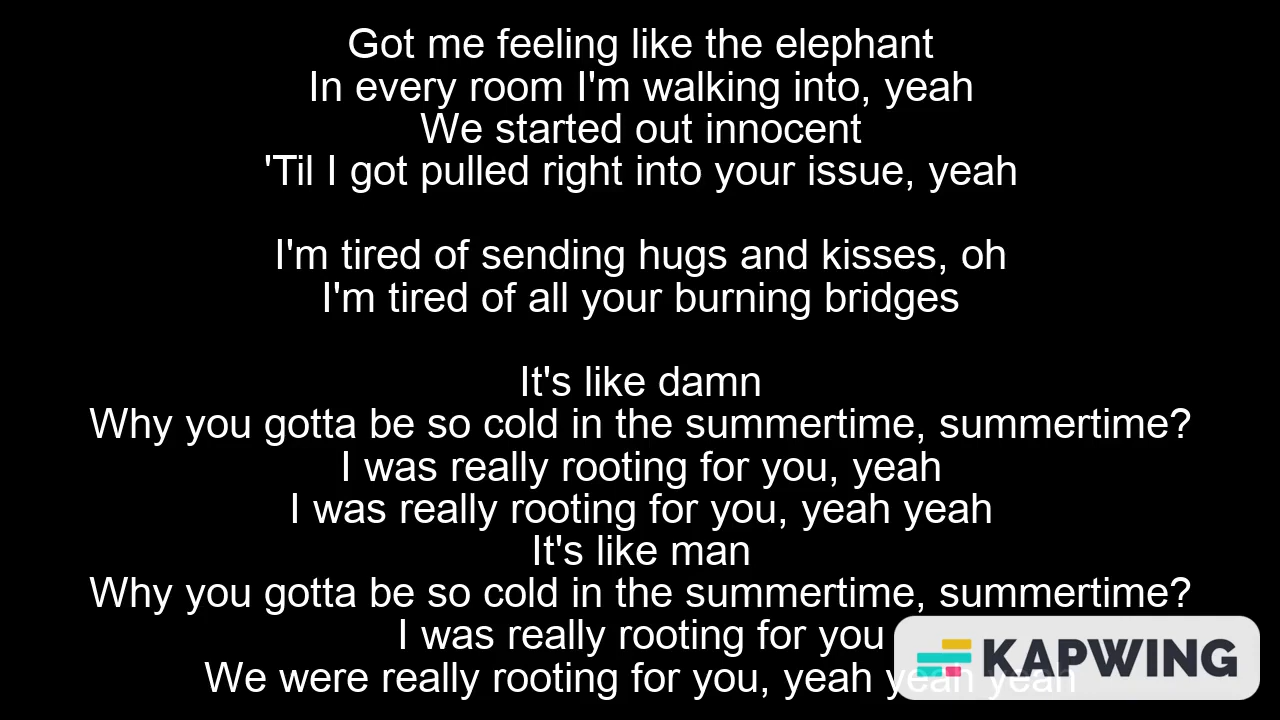 Got me feeling like the elephant
In every room I'm walking into, yeah
We started out innocent
'Til I got pulled right into your issue, yeah
I'm tired of sending hugs and kisses, oh
I'm tired of all your burning bridges
It's like damn
Why you gotta be so cold in the summertime, summertime?
I was really rooting for you, yeah
I was really rooting for you, yeah yeah
It's like man
Why you gotta be so cold in the summertime, summertime?
I was really rooting for you
We were really rooting for you, yeah yeah yeah
KAPWING